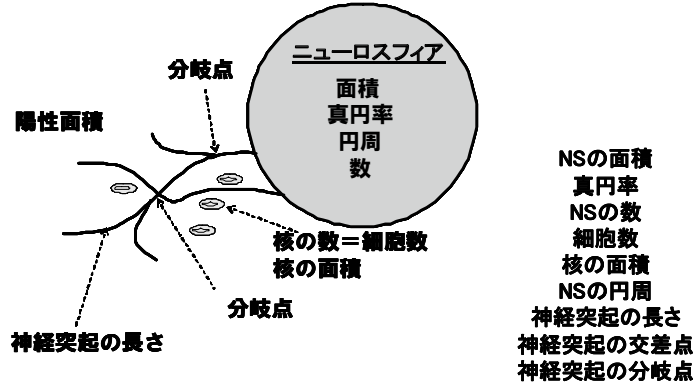 ニューロスフィア
面積
真円率
円周
数
分岐点
陽性面積
核の数＝細胞数
核の面積
分岐点
神経突起の長さ
NSの面積
真円率
NSの数
細胞数
核の面積
NSの円周
神経突起の長さ
神経突起の交差点
神経突起の分岐点